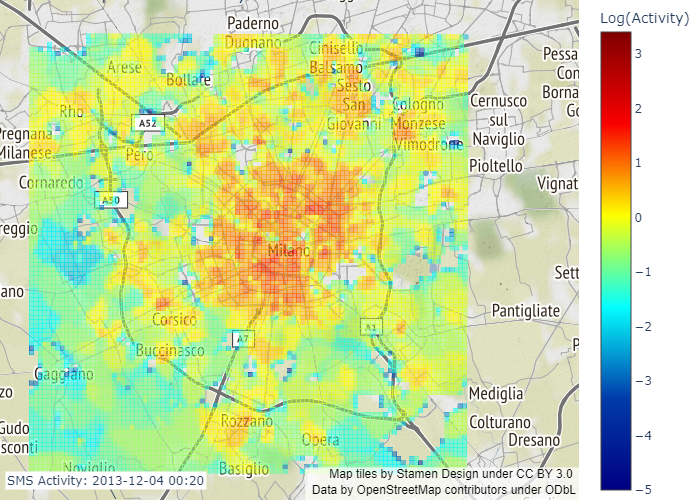 Paderno
Dugnano
Cinisello
Balsamo
Arese
Bollate
Sesto
San
Giovanni
Rho
Cologno
Monzese
Vimodrone
Cernusco
sul
Naviglio
Pessa
Con
Borna
Go
A52
Pregnana
Milanese
Pero
Pioltello
Cornaredo
A50
Vignat
reggio
Milano
Sett
ano
Corsico
A7
A1
Pantigliate
P
Buccinasco
Gaggiano
zo
Mediglia
Gudo
sconti
Rozzano
Opera
Colturano
Dresano
Noviglio
Basiglio
SMS Activity: 2013-12-04 00:20
Map tiles by Stamen Design under CC BY 3.0
Data by OpenStreetMap contributors under ODbL
Log(Activity)
3
2
1
0
−1
−2
−3
−4
−5